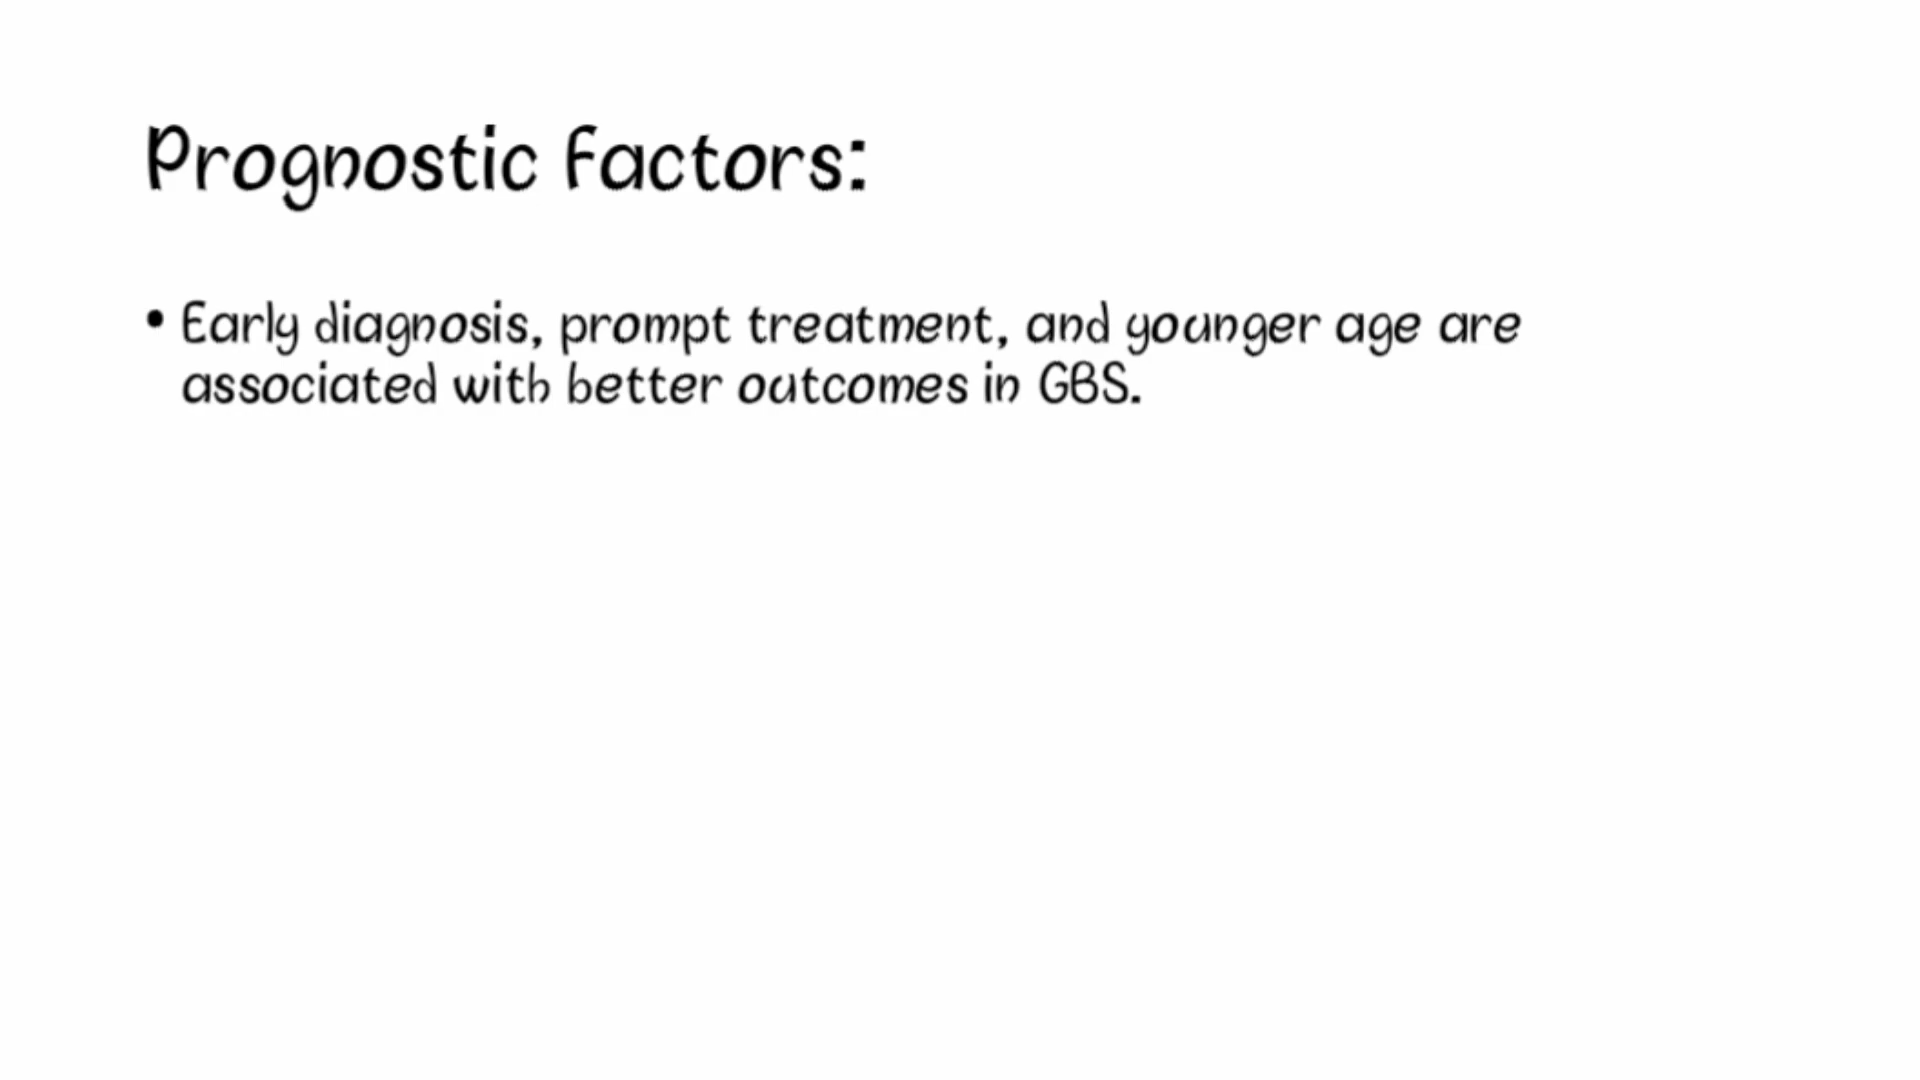 Prognostic Factors:
• Early diagnosis, prompt treatment, and younger age are
associated with better outcomes in GBS.